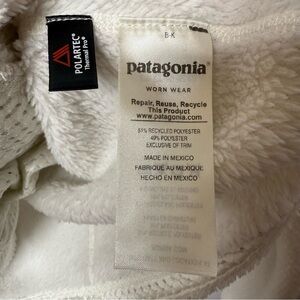 POLARTEC®
Thermal Pro®
B-K
patagonia®
WORN WEAR
Repair, Reuse, Recycle
This Product
www.patagonia.com
51% RECYCLED POLYESTER
49% POLYESTER
EXCLUSIVE OF TRIM
MADE IN MEXICO
FABRIQUÉ AU MEXIQUE
HECHO EN MEXICO